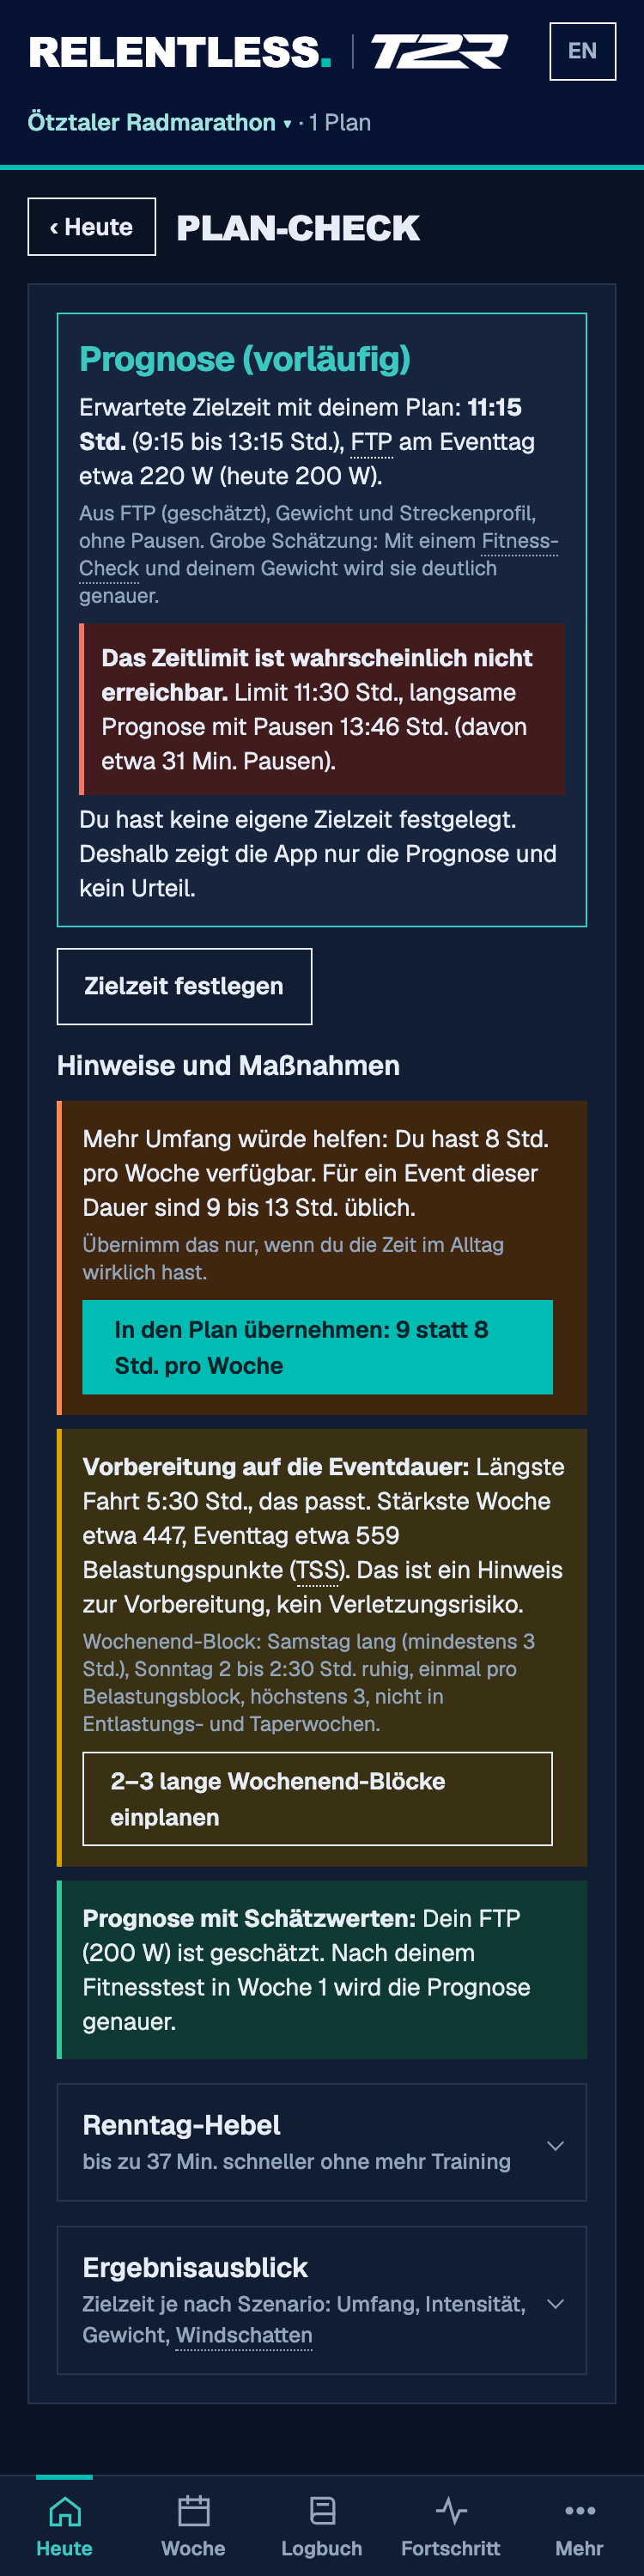 RELENTLESS. T2R EN
Ötztaler Radmarathon ▾ · 1 Plan
‹ Heute PLAN-CHECK
Prognose (vorläufig)
Erwartete Zielzeit mit deinem Plan: 11:15
Std. (9:15 bis 13:15 Std.), FTP am Eventtag
etwa 220 W (heute 200 W).
Aus FTP (geschätzt), Gewicht und Streckenprofil,
ohne Pausen. Grobe Schätzung: Mit einem Fitness-
Check und deinem Gewicht wird sie deutlich
genauer.
Das Zeitlimit ist wahrscheinlich nicht
erreichbar. Limit 11:30 Std., langsame
Prognose mit Pausen 13:46 Std. (davon
etwa 31 Min. Pausen).
Du hast keine eigene Zielzeit festgelegt.
Deshalb zeigt die App nur die Prognose und
kein Urteil.
Zielzeit festlegen
Hinweise und Maßnahmen
Mehr Umfang würde helfen: Du hast 8 Std.
pro Woche verfügbar. Für ein Event dieser
Dauer sind 9 bis 13 Std. üblich.
Übernimm das nur, wenn du die Zeit im Alltag
wirklich hast.
In den Plan übernehmen: 9 statt 8
Std. pro Woche
Vorbereitung auf die Eventdauer: Längste
Fahrt 5:30 Std., das passt. Stärkste Woche
etwa 447, Eventtag etwa 559
Belastungspunkte (TSS). Das ist ein Hinweis
zur Vorbereitung, kein Verletzungsrisiko.
Wochenend-Block: Samstag lang (mindestens 3
Std.), Sonntag 2 bis 2:30 Std. ruhig, einmal pro
Belastungsblock, höchstens 3, nicht in
Entlastungs- und Taperwochen.
2–3 lange Wochenend-Blöcke
einplanen
Prognose mit Schätzwerten: Dein FTP
(200 W) ist geschätzt. Nach deinem
Fitnesstest in Woche 1 wird die Prognose
genauer.
Renntag-Hebel
bis zu 37 Min. schneller ohne mehr Training
Ergebnisausblick
Zielzeit je nach Szenario: Umfang, Intensität,
Gewicht, Windschatten
Heute Woche Logbuch Fortschritt Mehr